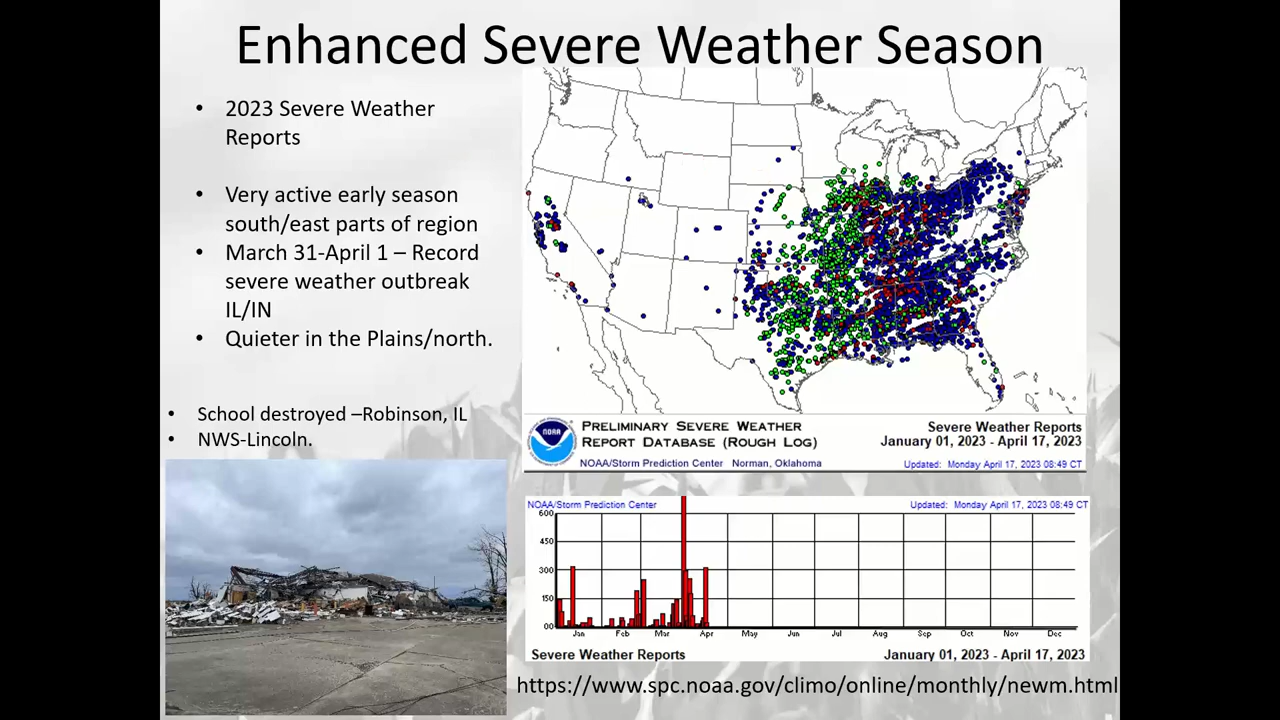 Enhanced Severe Weather Season
• 2023 Severe Weather
Reports
• Very active early season
south/east parts of region
• March 31-April 1 – Record
severe weather outbreak
IL/IN
• Quieter in the Plains/north.
• School destroyed –Robinson, IL
• NWS-Lincoln.
NOAA
PRELIMINARY SEVERE WEATHER
REPORT DATABASE (ROUGH LOG)
NOAA/Storm Prediction Center Norman, Oklahoma
Severe Weather Reports
January 01, 2023 - April 17, 2023
Updated: Monday April 17, 2023 08:49 CT
NOAA/Storm Prediction Center
Updated: Monday April 17, 2023 08:49 CT
600
450
300
150
00
Jan Feb Mar Apr May Jun Jul Aug Sep Oct Nov Dec
Severe Weather Reports
January 01, 2023 - April 17, 2023
https://www.spc.noaa.gov/climo/online/monthly/newm.html